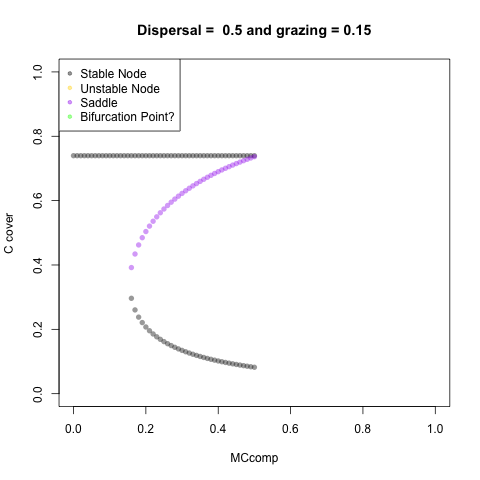 Dispersal =  0.5 and grazing = 0.15
Stable Node
Unstable Node
Saddle
Bifurcation Point?
C cover
1.0
0.8
0.6
0.4
0.2
0.0
0.0 0.2 0.4 0.6 0.8 1.0
MCcomp